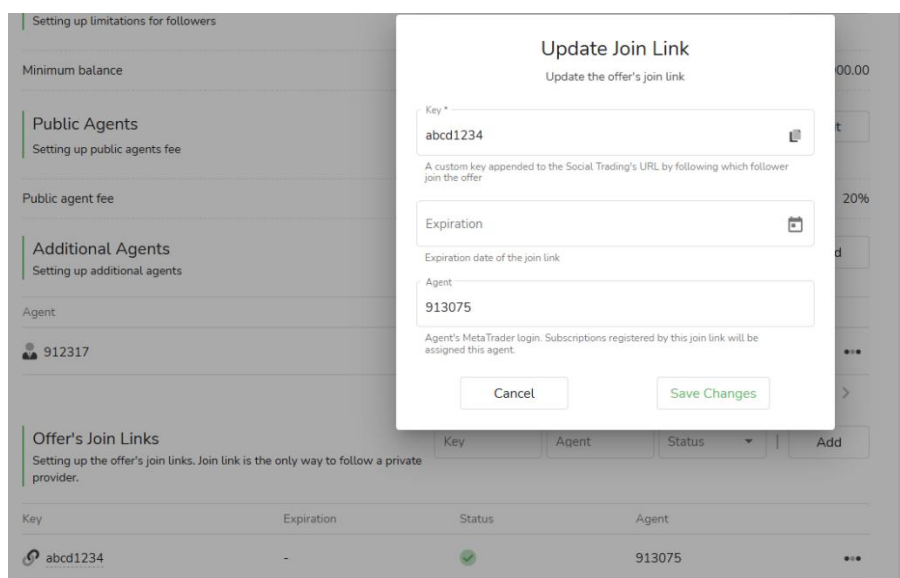 Setting up limitations for followers
Minimum balance
00.00
Public Agents
Setting up public agents fee
t
Public agent fee
20%
Additional Agents
Setting up additional agents
d
Agent
912317
Update Join Link
Update the offer's join link
Key *
abcd1234
A custom key appended to the Social Trading's URL by following which follower
join the offer
Expiration
Expiration date of the join link
Agent
913075
Agent's MetaTrader login. Subscriptions registered by this join link will be
assigned this agent.
Cancel
Save Changes
Offer's Join Links
Setting up the offer's join links. Join link is the only way to follow a private
provider.
Key
Agent
Status
Add
Key
Expiration
Status
Agent
abcd1234
-
913075